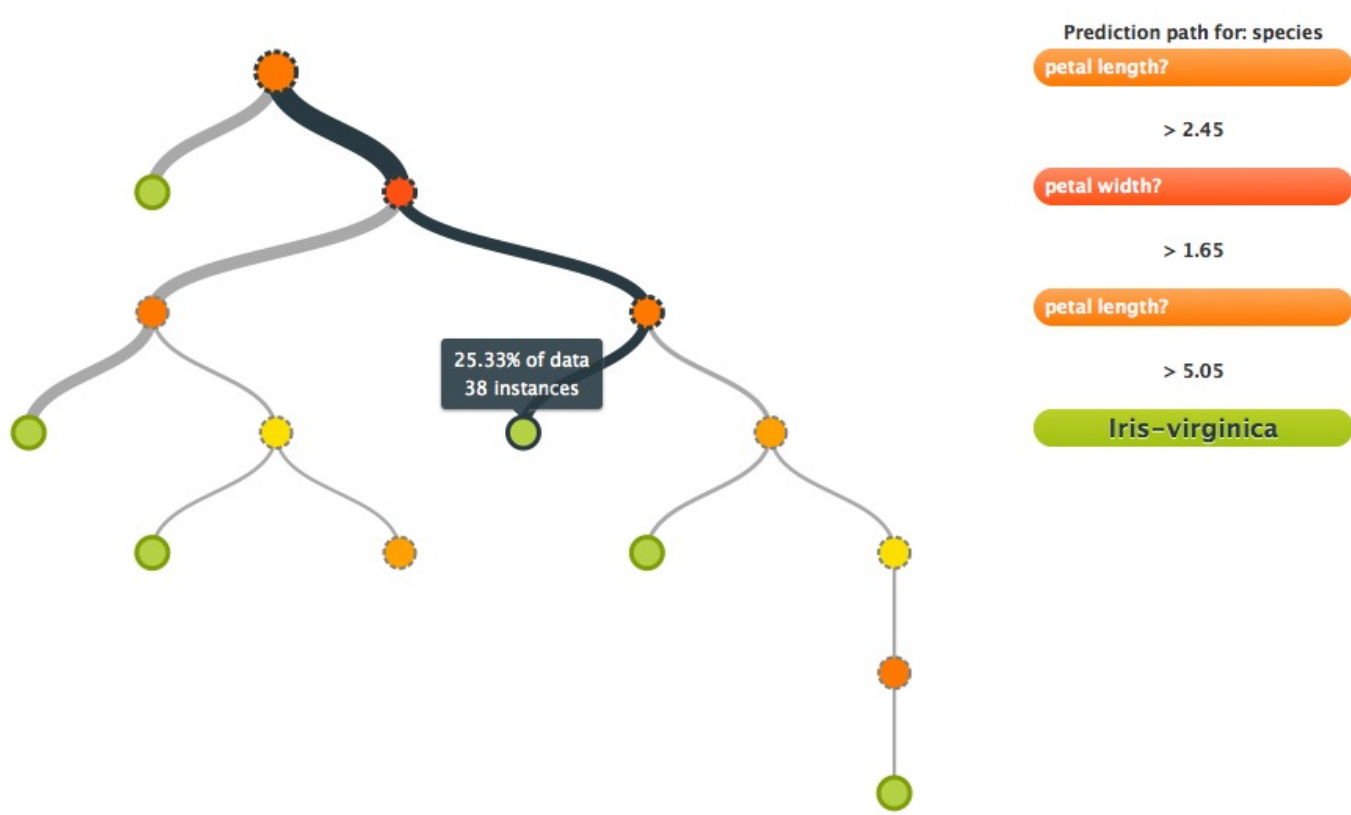 Prediction path for: species
petal length?
> 2.45
petal width?
> 1.65
petal length?
> 5.05
Iris-virginica
25.33% of data
38 instances